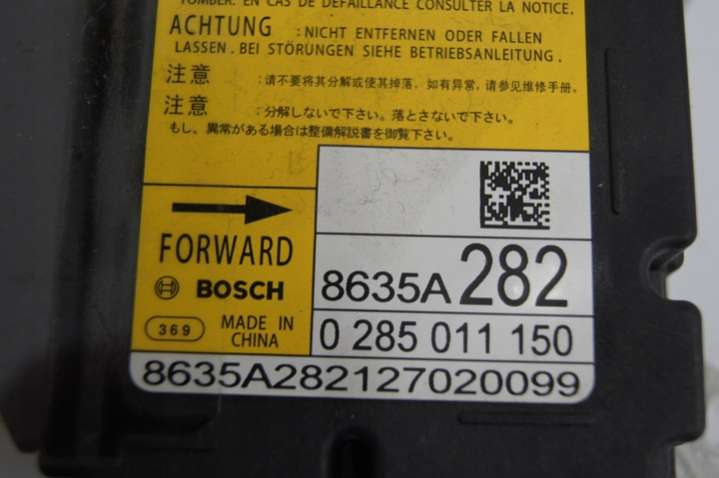 TOMBER. EN CAS DE DÉFAILLANCE CONSULTER LA NOTICE.
ACHTUNG : NICHT ENTFERNEN ODER FALLEN
LASSEN. BEI STÖRUNGEN SIEHE BETRIEBSANLEITUNG.
注意 : 请不要将其分解或使其掉落, 如有异常, 请参见维修手册.
注意 : 分解しないで下さい。落とさないで下さい。
もし、異常がある場合は整備解説書を御覧下さい。
FORWARD
BOSCH
369 MADE IN
CHINA
8635A 282
0 285 011 150
8635A282127020099